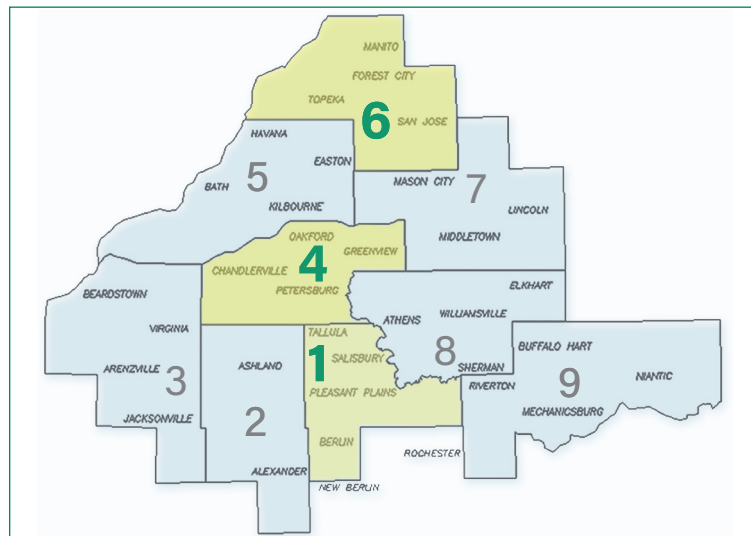 MANITO
FOREST CITY
TOPEKA
6
SAN JOSE
HAVANA
EASTON
5
BATH
KILBOURNE
MASON CITY
7
LINCOLN
MIDDLETOWN
OAKFORD
GREENVIEW
4
CHANDLERVILLE
PETERSBURG
BEARDSTOWN
VIRGINIA
ARENZVILLE
3
JACKSONVILLE
ELKHART
ATHENS
WILLIAMSVILLE
8
SHERMAN
TALLULA
1
SALISBURY
PLEASANT PLAINS
BERLIN
ASHLAND
2
ALEXANDER
NEW BERLIN
ROCHESTER
BUFFALO HART
RIVERTON
9
NIANTIC
MECHANICSBURG